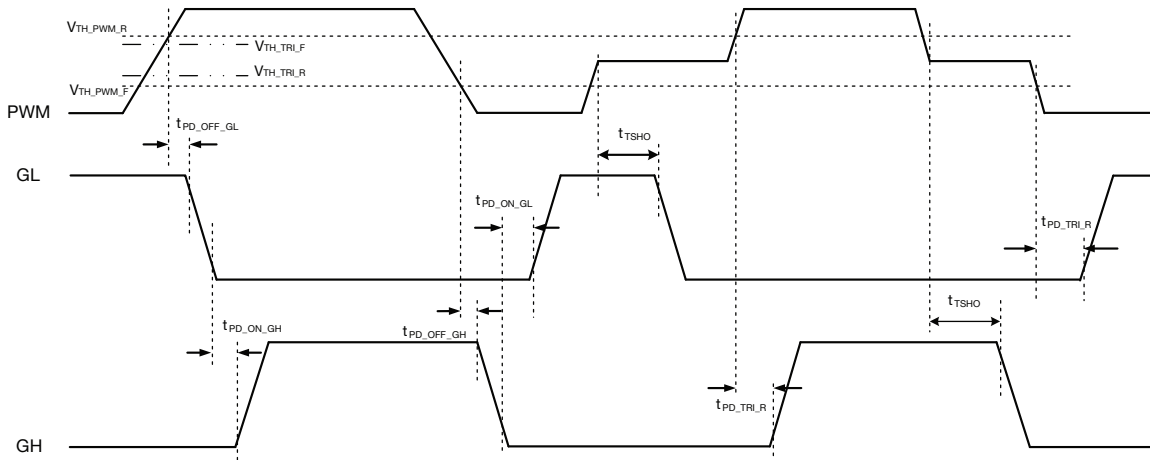 VTH_PWM_R
VTH_TRI_F
VTH_TRI_R
VTH_PWM_F
PWM
tPD_OFF_GL
tTSHO
GL
tPD_ON_GL
tPD_TRI_R
tTSHO
tPD_ON_GH
tPD_OFF_GH
tPD_TRI_R
GH